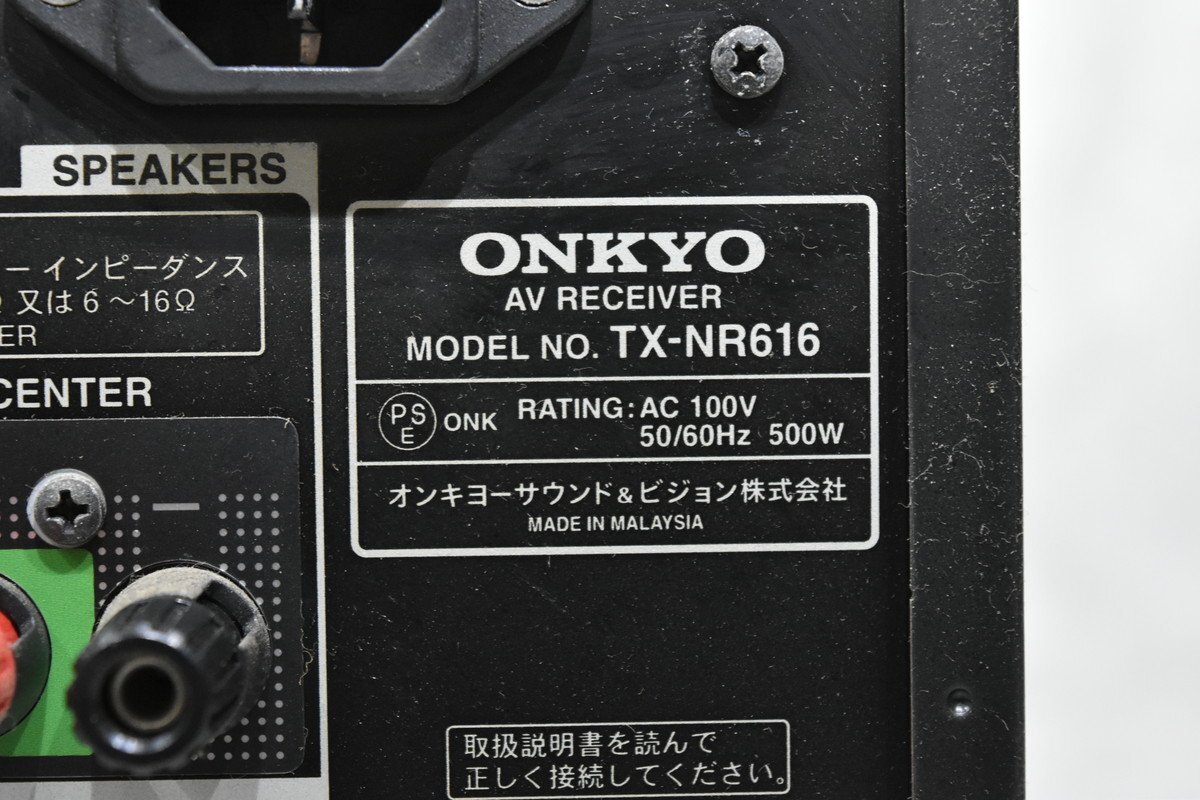 SPEAKERS
ー インピーダンス
Ω 又は 6 ～16Ω
ER
CENTER
ONKYO
AV RECEIVER
MODEL NO. TX-NR616
PS
E
ONK RATING: AC 100V
50/60Hz 500W
オンキヨーサウンド&ビジョン株式会社
MADE IN MALAYSIA
取扱説明書を読んで
正しく接続してください。